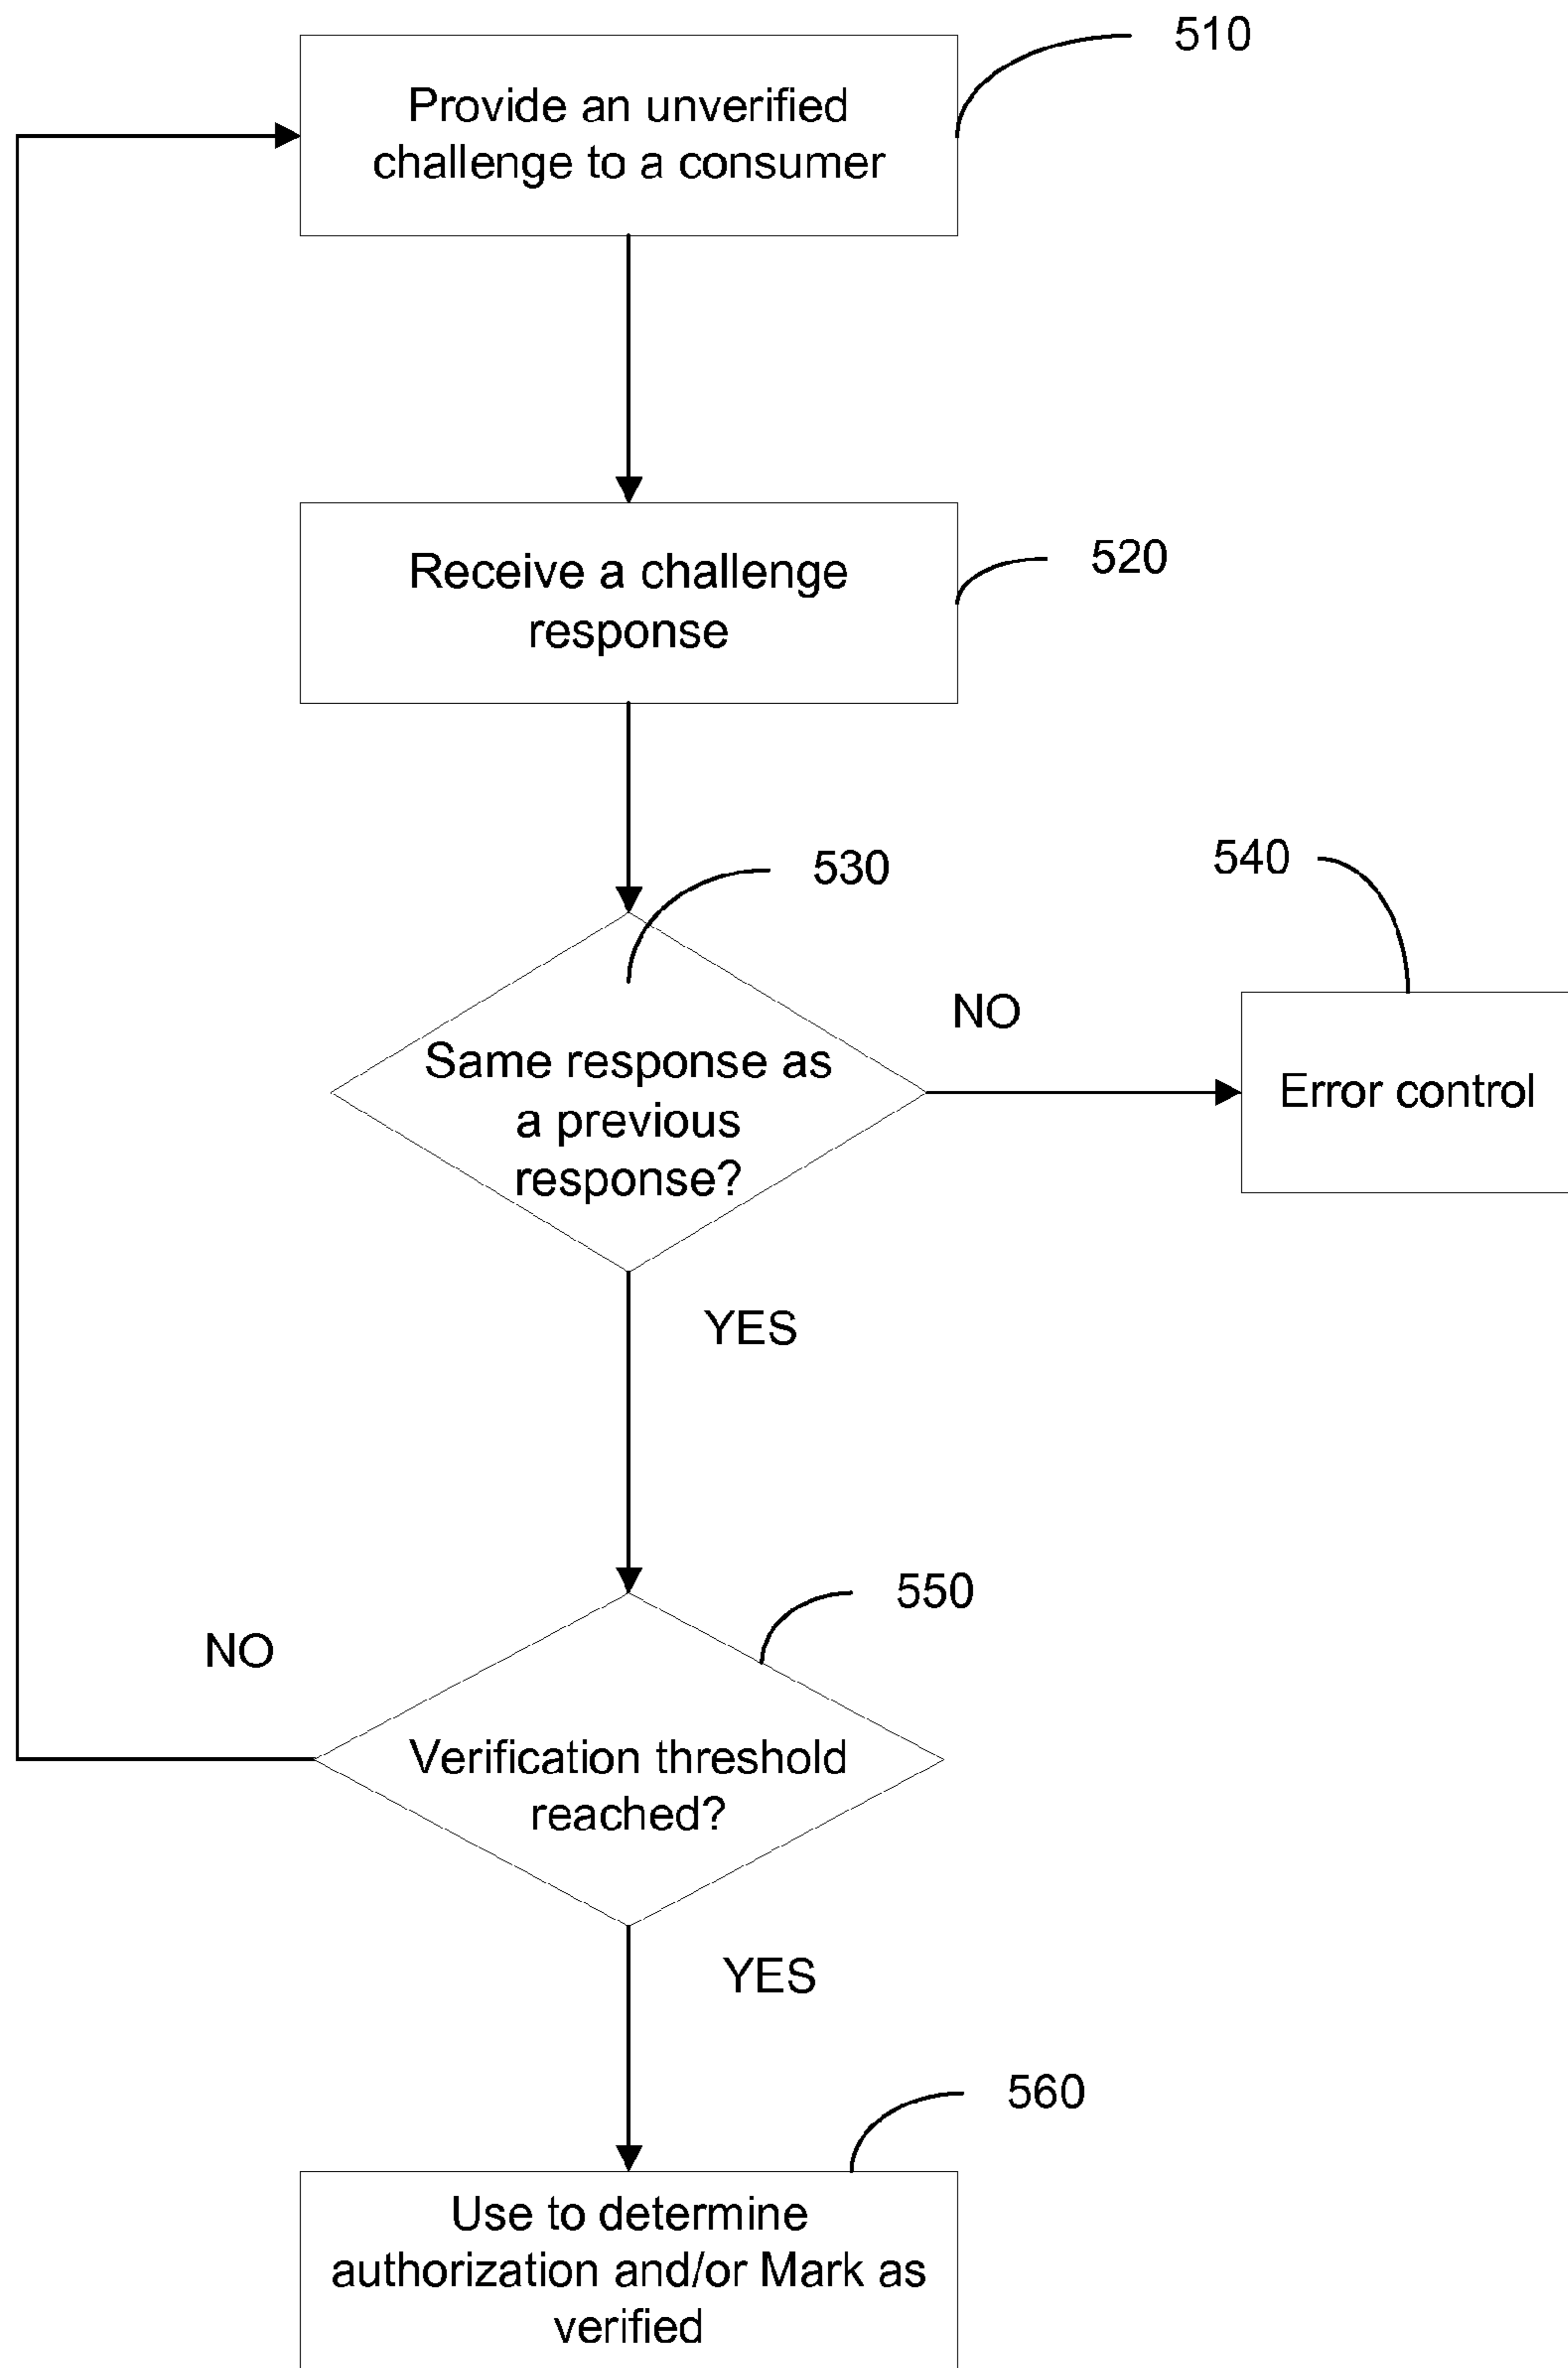 510
Provide an unverified
challenge to a consumer
520
Receive a challenge
response
530
540
NO
Same response as
a previous
response?
Error control
YES
550
NO
Verification threshold
reached?
YES
560
Use to determine
authorization and/or Mark as
verified